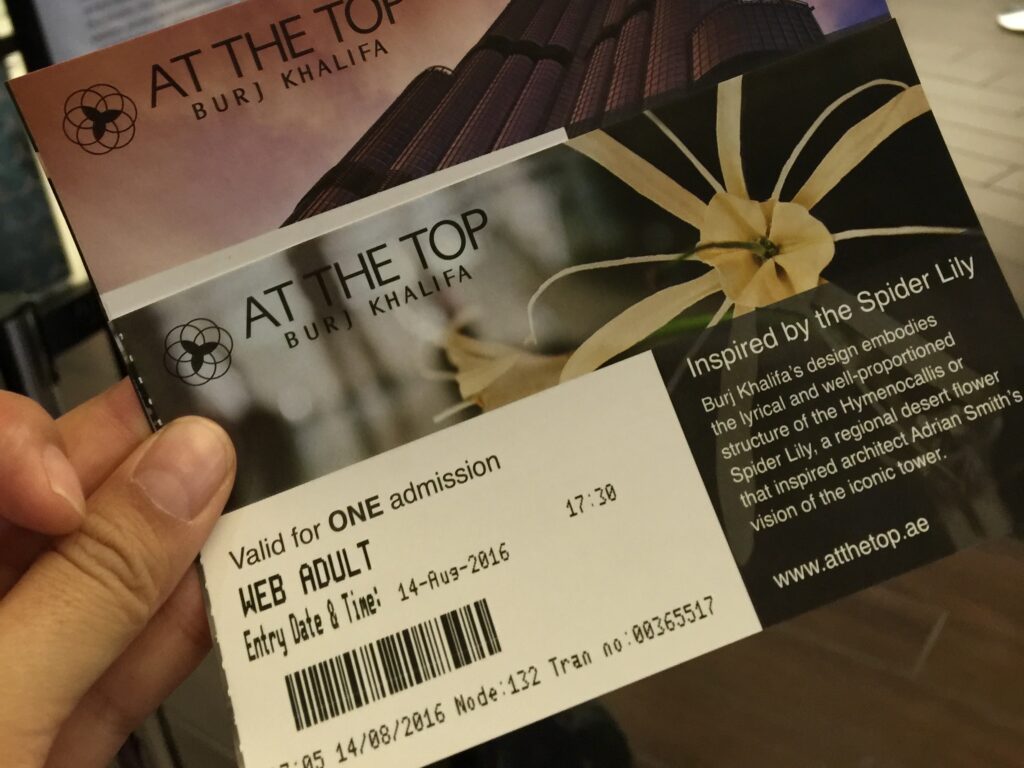 AT THE TOP
BURJ KHALIFA
AT THE TOP
BURJ KHALIFA
Inspired by the Spider Lily
Burj Khalifa's design embodies
the lyrical and well-proportioned
structure of the Hymenocallis or
Spider Lily, a regional desert flower
that inspired architect Adrian Smith's
vision of the iconic tower.
www.atthetop.ae
Valid for ONE admission
WEB ADULT
17:30
Entry Date & Time: 14-Aug-2016
:05 14/08/2016 Node:132 Tran no:00365517